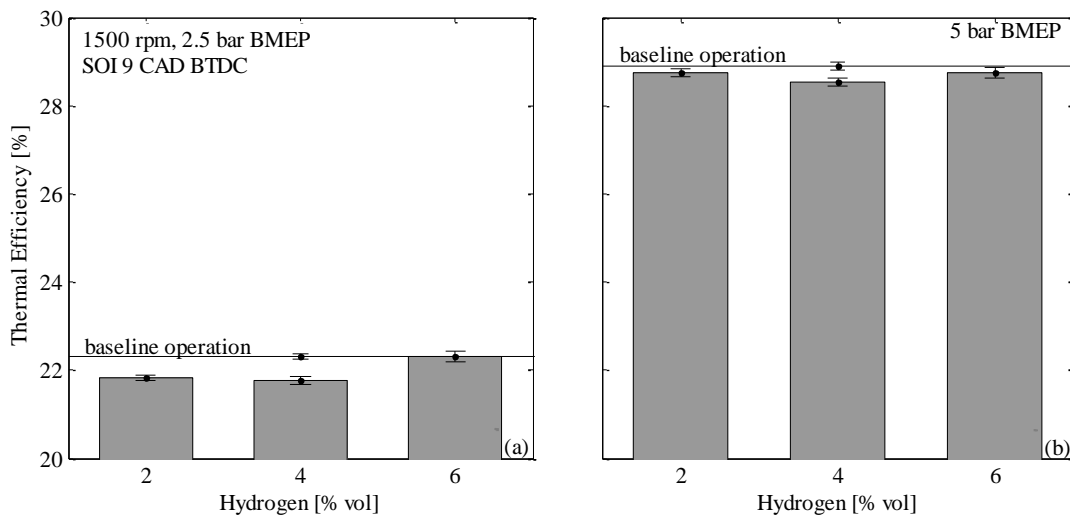 Thermal Efficiency [%]
30
28
26
24
22
20
1500 rpm, 2.5 bar BMEP
SOI 9 CAD BTDC
baseline operation
(a)
2 4 6
Hydrogen [% vol]
5 bar BMEP
baseline operation
(b)
2 4 6
Hydrogen [% vol]